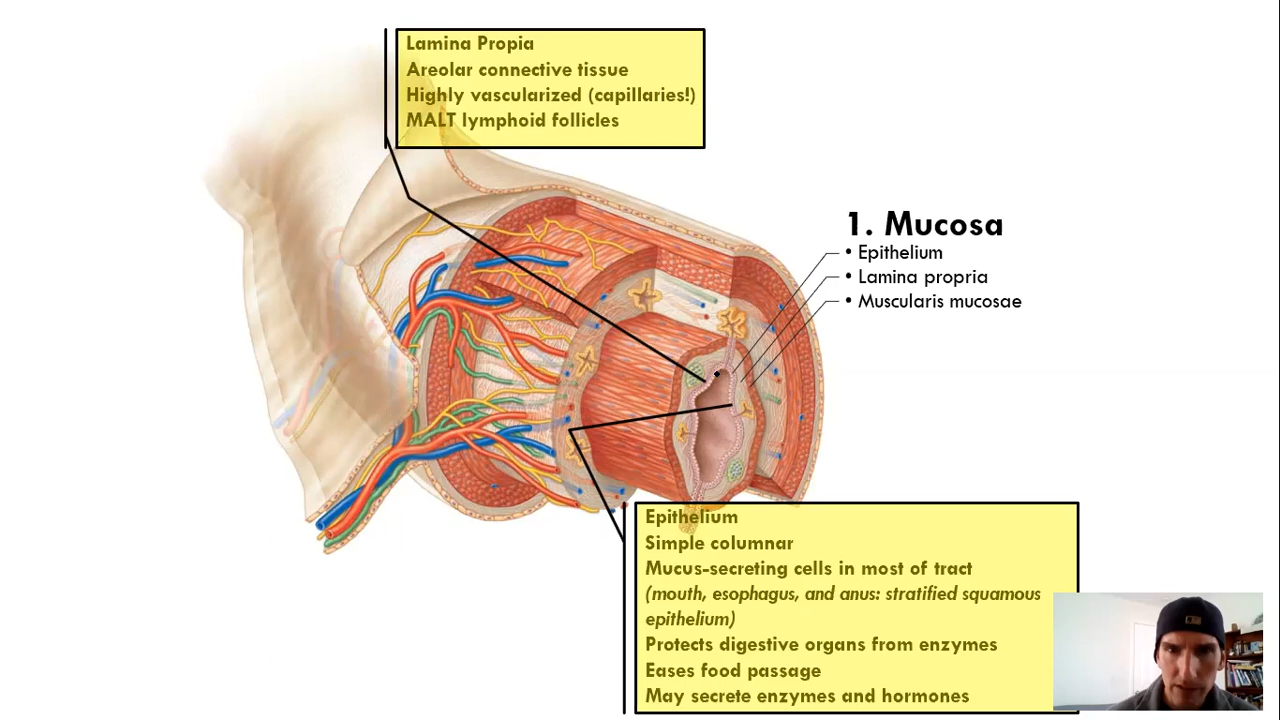 Lamina Propia
Areolar connective tissue
Highly vascularized (capillaries!)
MALT lymphoid follicles
1. Mucosa
• Epithelium
• Lamina propria
• Muscularis mucosae
Epithelium
Simple columnar
Mucus-secreting cells in most of tract
(mouth, esophagus, and anus: stratified squamous
epithelium)
Protects digestive organs from enzymes
Eases food passage
May secrete enzymes and hormones